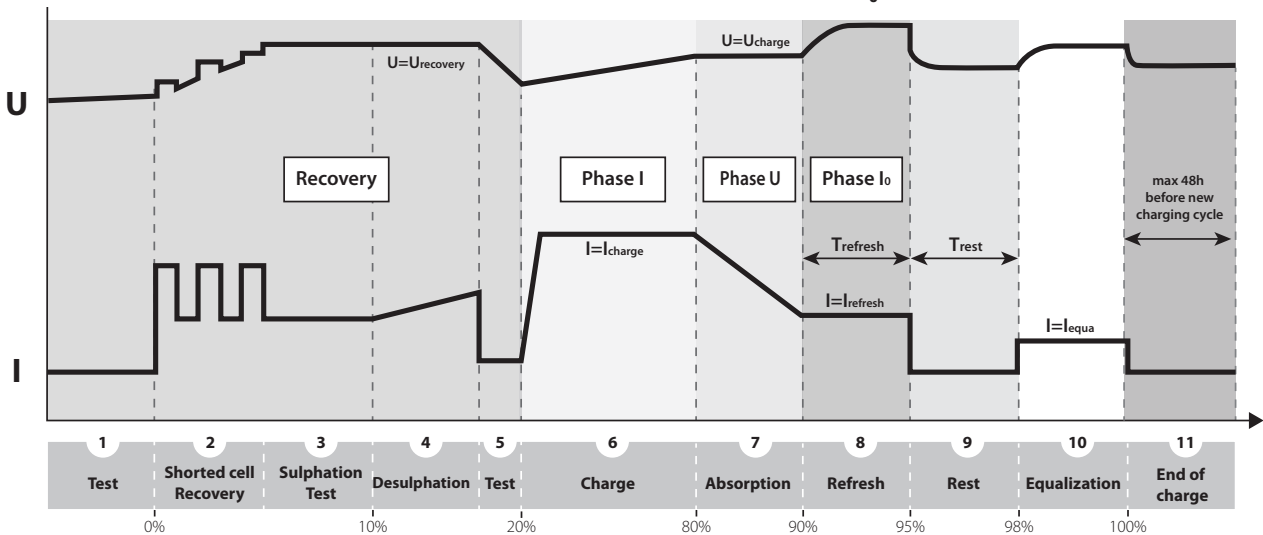 U
I
U=Urecovery
U=Ucharge
Recovery
Phase I
Phase U
Phase I0
max 48h
before new
charging cycle
I=Icharge
Trefresh
Trest
I=Irefresh
I=Iequa
1
2
3
4
5
6
7
8
9
10
11
Test
Shorted cell
Recovery
Sulphation
Test
Desulphation
Test
Charge
Absorption
Refresh
Rest
Equalization
End of
charge
0%
10%
20%
80%
90%
95%
98%
100%